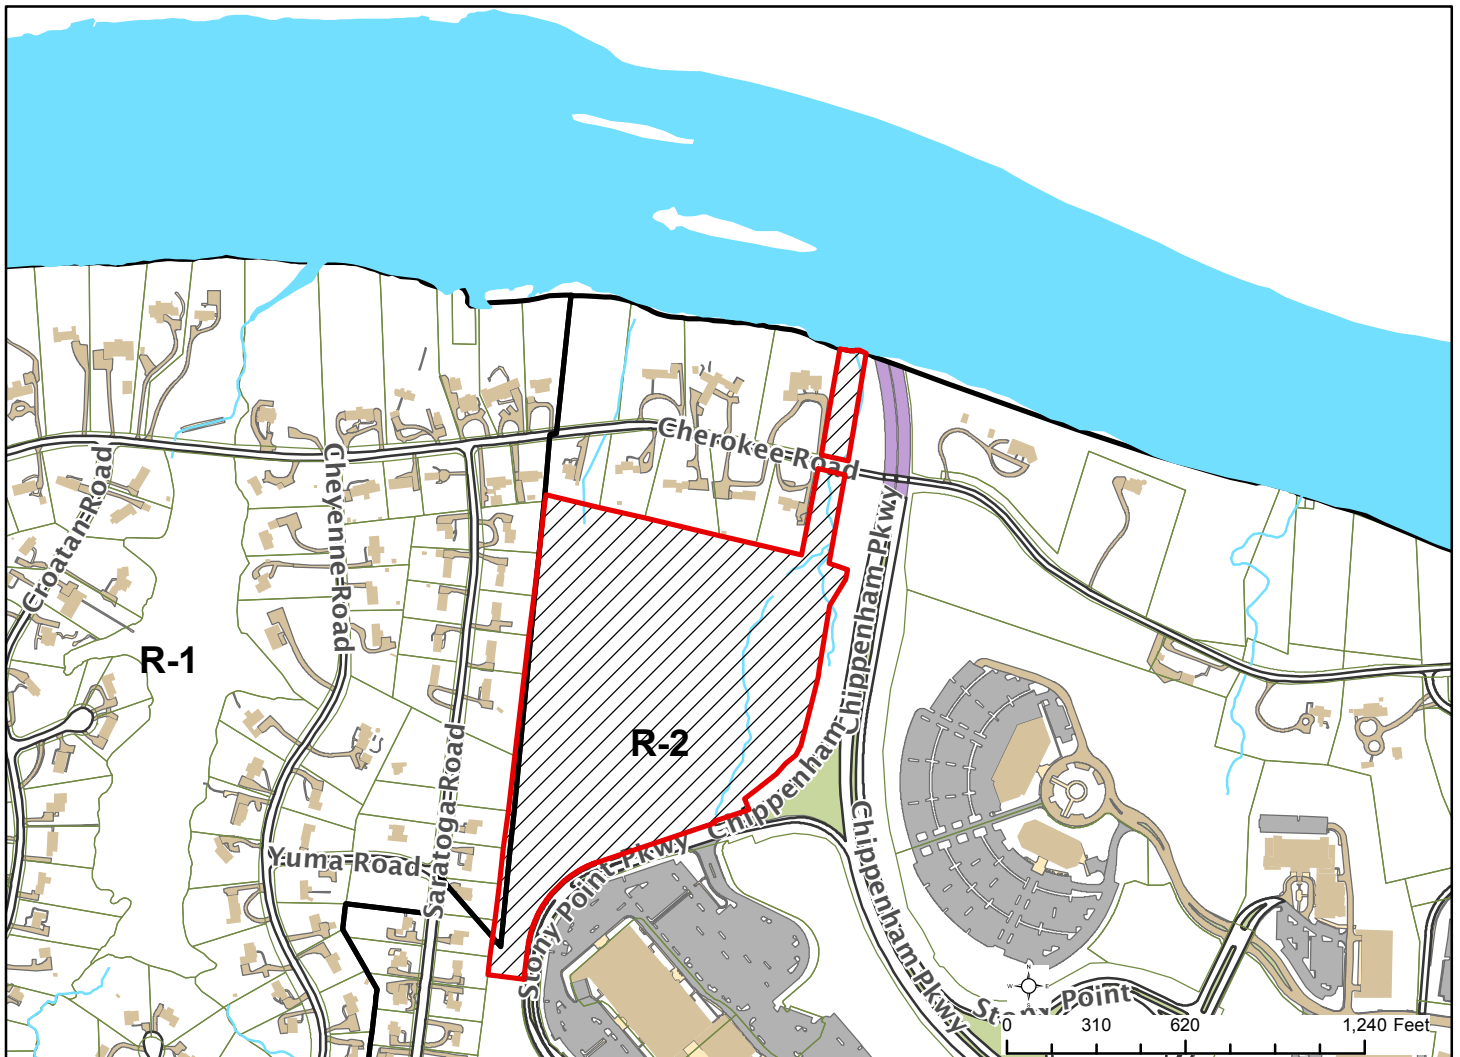 Cherokee Road
Croatan Road
Cheyenne Road
Chippenham Pkwy
R-1
Chippenham
R-2
Saratoga Road
Stony Point Pkwy
Chippenham Pkwy
Yuma Road
N
W E
S
Stony Point
0 310 620 1,240 Feet